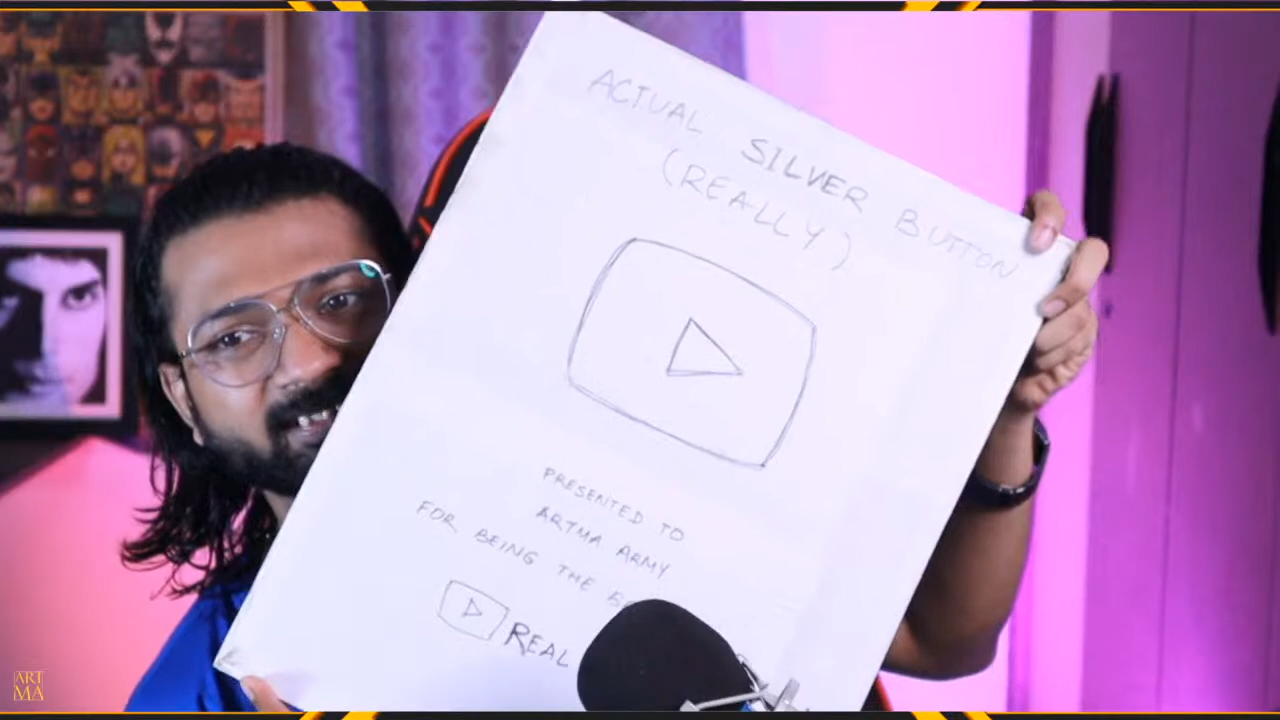 ACTUAL SILVER BUTTON
(REALLY)
PRESENTED TO
ARTMA ARMY
FOR BEING THE
REAL
ART
MA